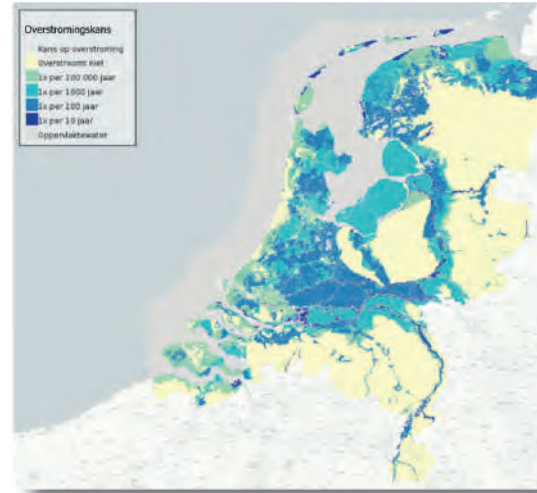 Overstromingskans
Kans op overstroming
Overstroomt niet
1x per 100 000 jaar
1x per 1000 jaar
1x per 100 jaar
1x per 10 jaar
Oppervlaktewater